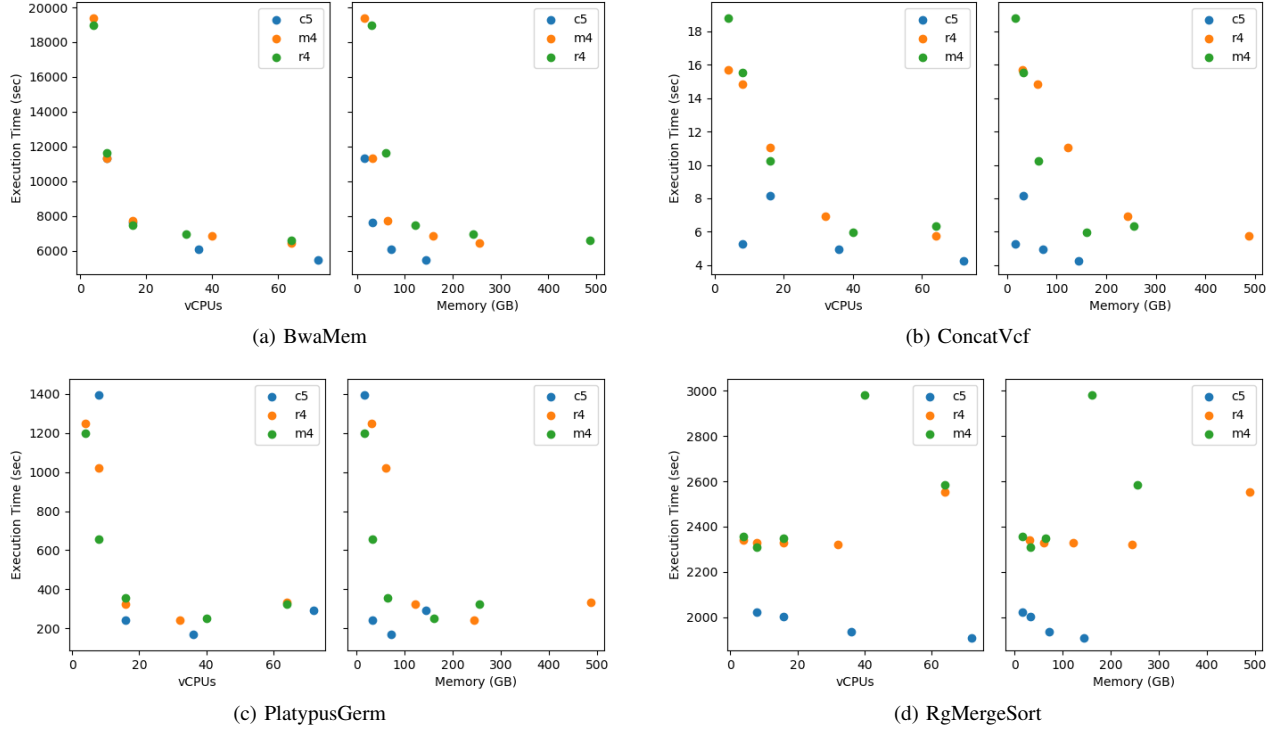 20000
18000
16000
14000
12000
10000
8000
6000
Execution Time (sec)
0 20 40 60
vCPUs
c5
m4
r4
0 100 200 300 400 500
Memory (GB)
c5
m4
r4
(a) BwaMem
18
16
14
12
10
8
6
4
Execution Time (sec)
0 20 40 60
vCPUs
c5
r4
m4
0 100 200 300 400 500
Memory (GB)
c5
r4
m4
(b) ConcatVcf
1400
1200
1000
800
600
400
200
Execution Time (sec)
0 20 40 60
vCPUs
c5
r4
m4
0 100 200 300 400 500
Memory (GB)
c5
r4
m4
(c) PlatypusGerm
3000
2800
2600
2400
2200
2000
Execution Time (sec)
0 20 40 60
vCPUs
c5
r4
m4
0 100 200 300 400 500
Memory (GB)
c5
r4
m4
(d) RgMergeSort